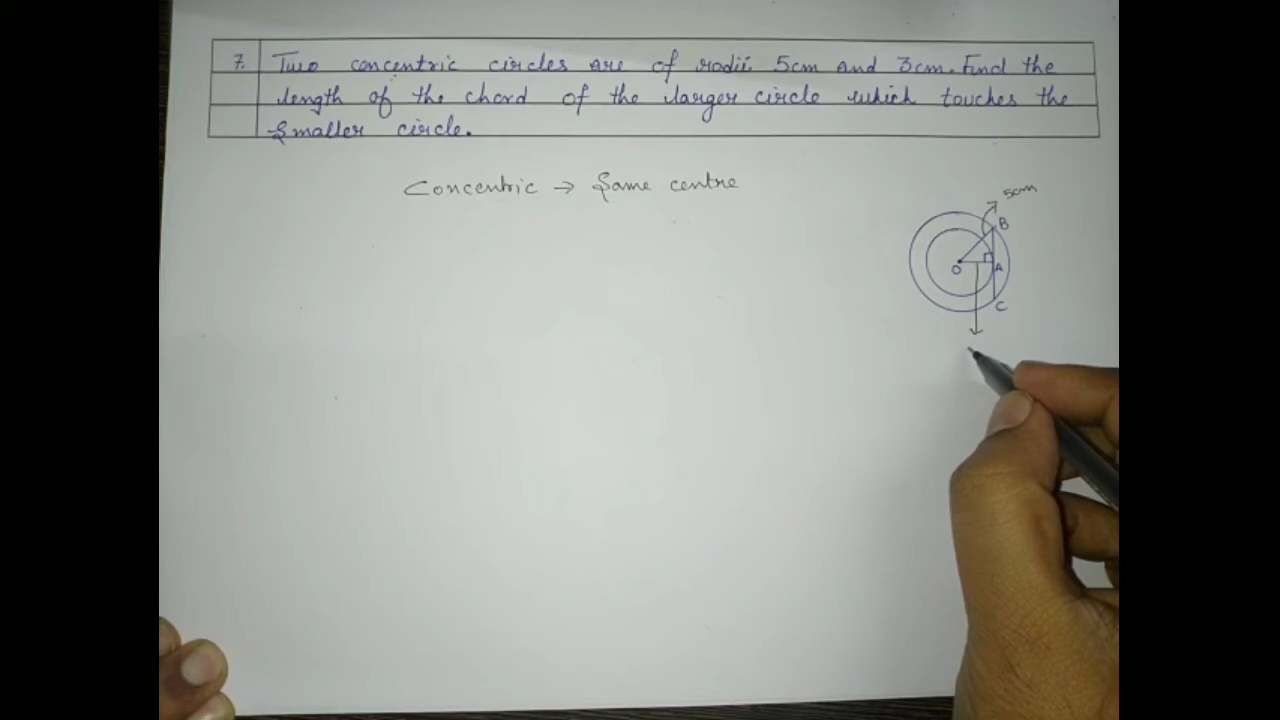 7. Two concentric circles are of radii 5cm and 3cm. Find the
length of the chord of the larger circle which touches the
smaller circle.
Concentric → Same centre
5cm
B
O A
C